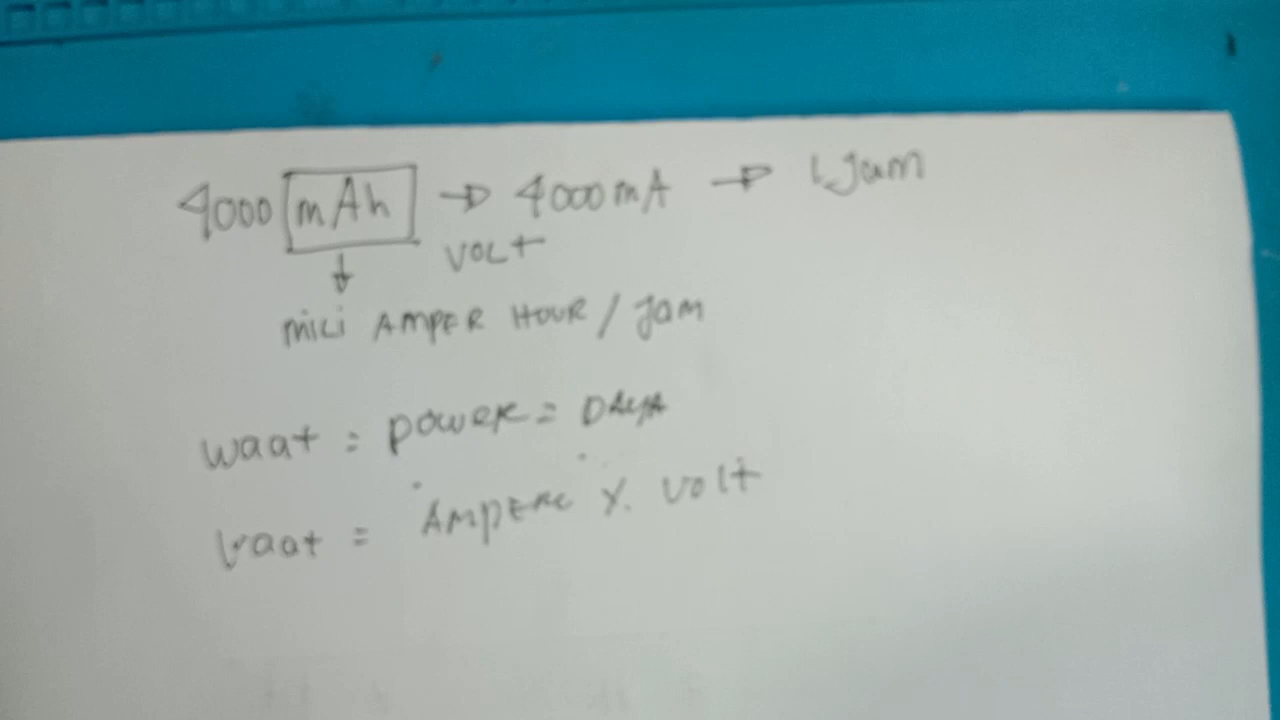 4000 mAh → 4000 mA → 1 Jam
VOLT
mili AMPER HOUR / Jam
waat = power = DAYA
waat = AMPERE X VOLT